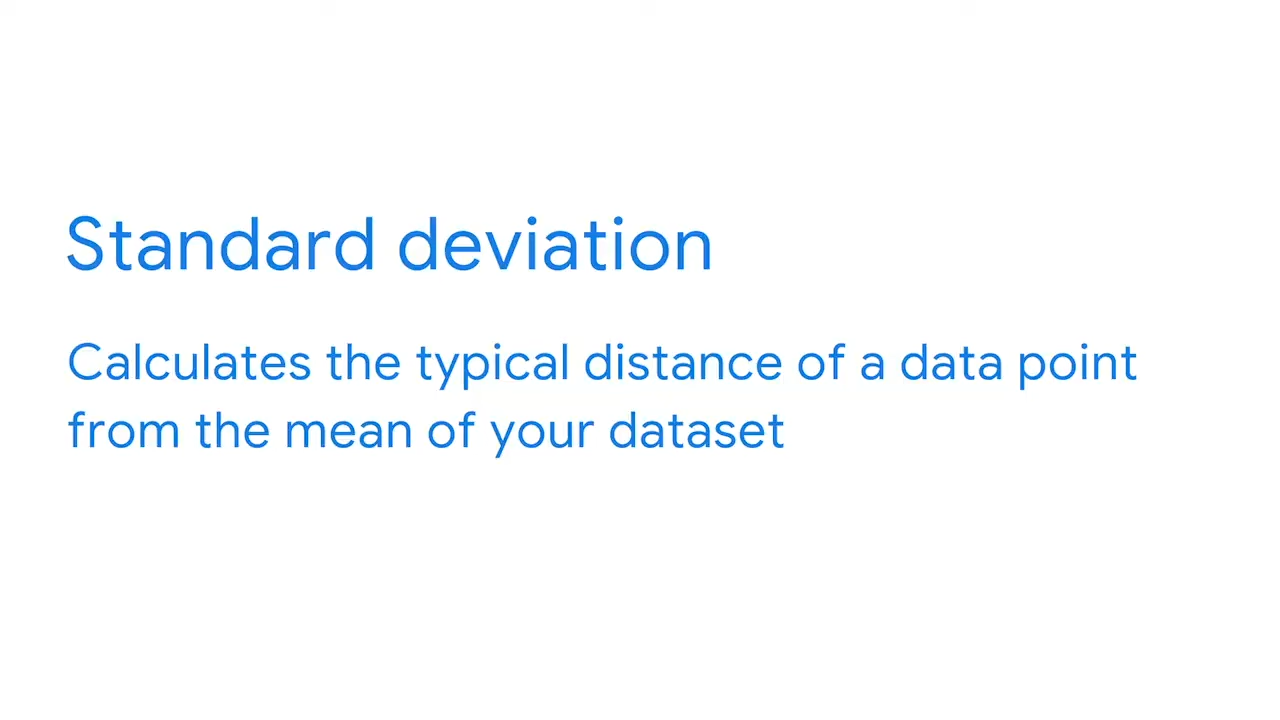 Standard deviation
Calculates the typical distance of a data point
from the mean of your dataset